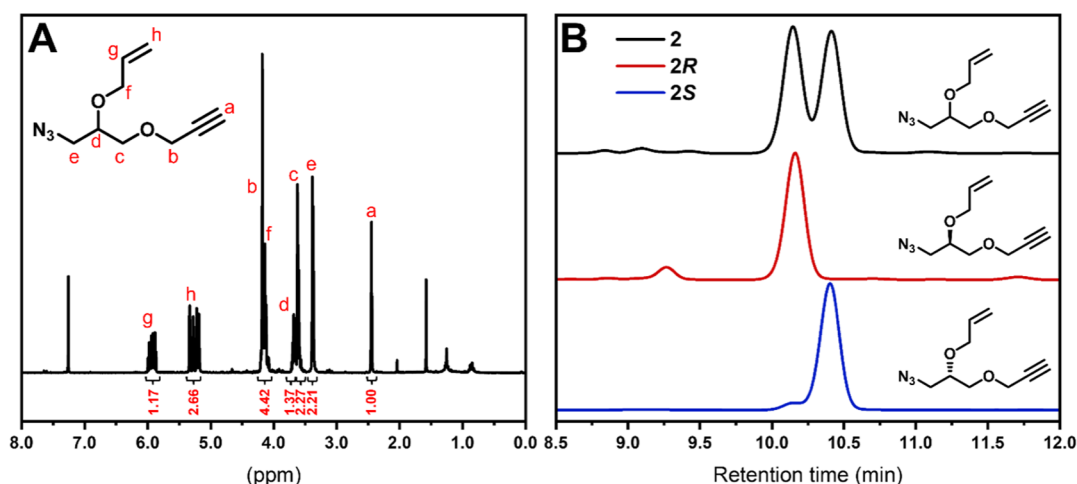 A
h
g
O
f
a
N3
d
O
e
c
b
b
c
e
f
a
d
h
g
1.17
2.66
4.42
1.37
2.27
2.21
1.00
8.0 7.0 6.0 5.0 4.0 3.0 2.0 1.0 0.0
(ppm)
B
2
2R
2S
O
N3
O
O
N3
O
O
N3
O
8.5 9.0 9.5 10.0 10.5 11.0 11.5 12.0
Retention time (min)